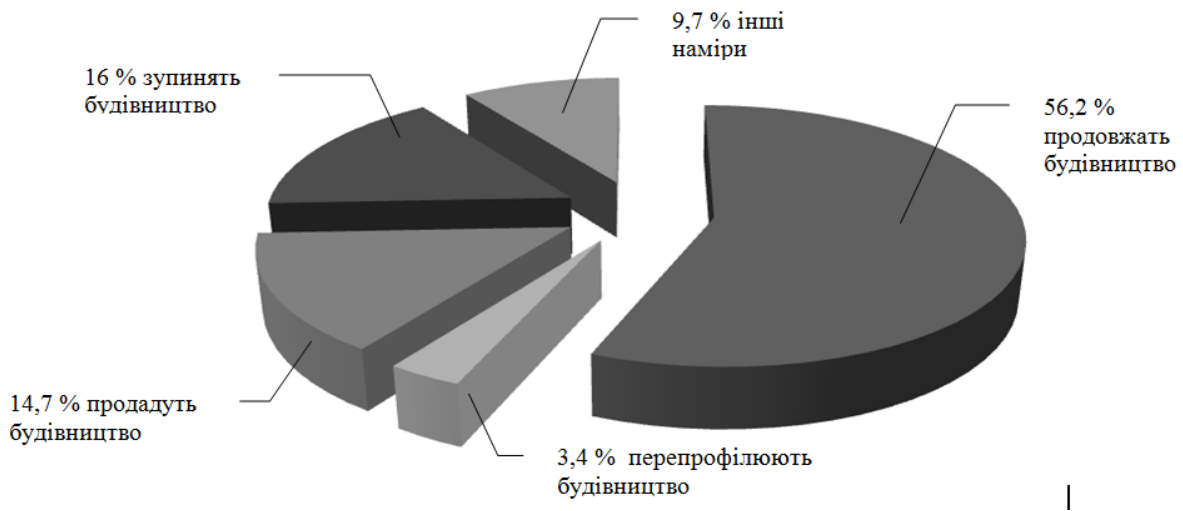 9,7 % інші
наміри
16 % зупинять
будівництво
56,2 %
продовжать
будівництво
14,7 % продадуть
будівництво
3,4 % перепрофілюють
будівництво